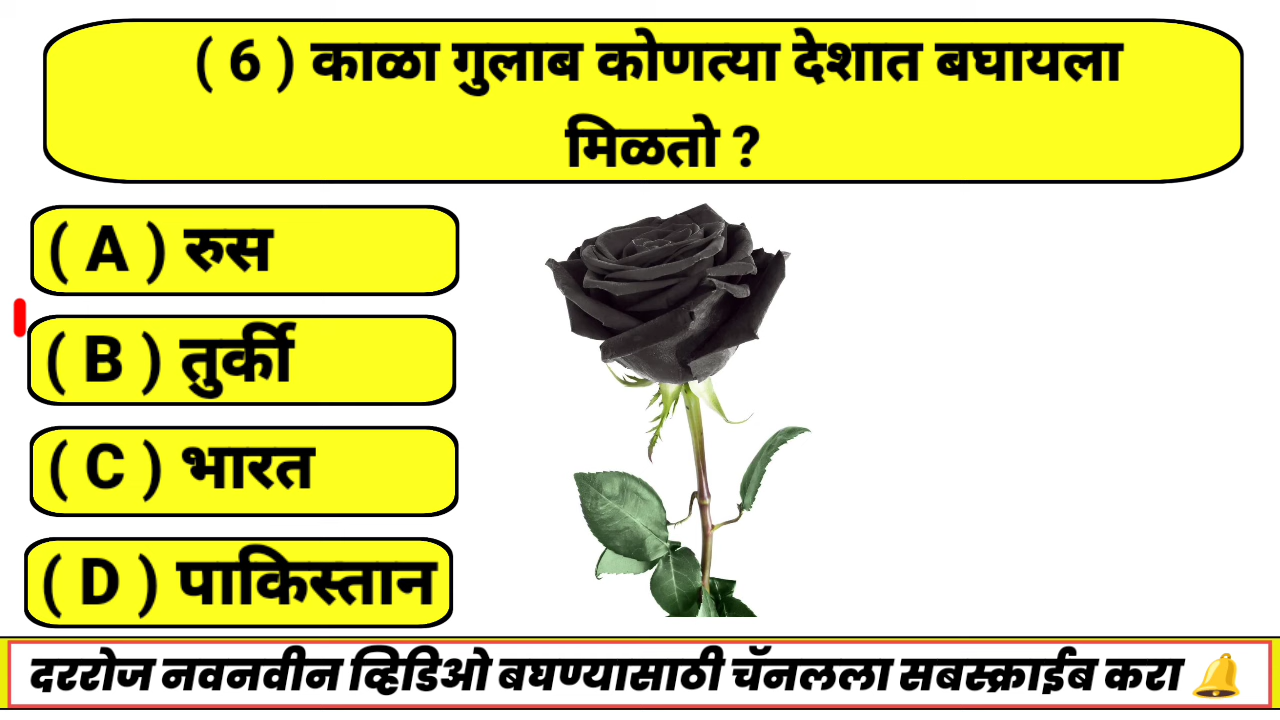 ( 6 ) काळा गुलाब कोणत्या देशात बघायला
मिळतो ?
( A ) रुस
( B ) तुर्की
( C ) भारत
( D ) पाकिस्तान
दररोज नवनवीन व्हिडिओ बघण्यासाठी चॅनलला सबस्क्राईब करा 🔔